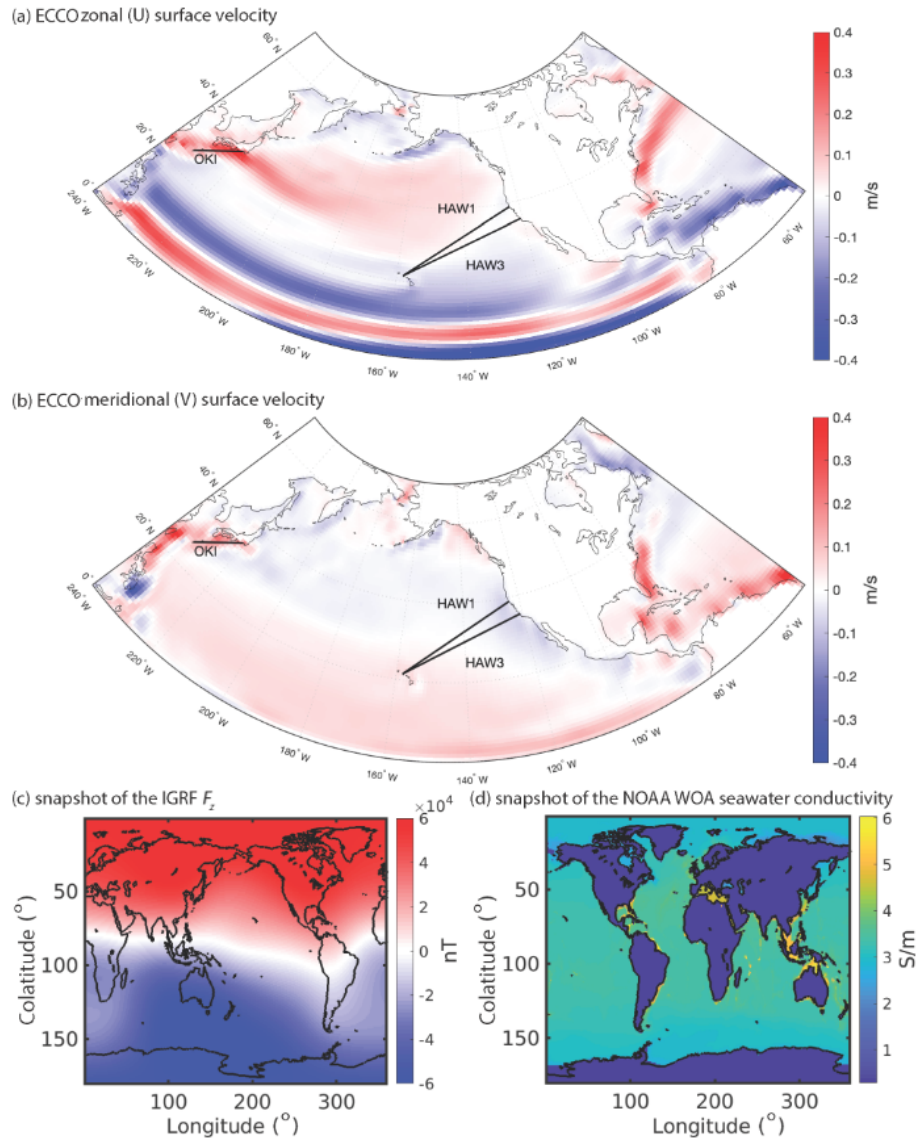 (a) ECCO zonal (U) surface velocity
60° N
40° N
20° N
0°
240° W
220° W
200° W
180° W
160° W
140° W
120° W
100° W
80° W
60° W
OKI
HAW1
HAW3
0.4
0.3
0.2
0.1
0
-0.1
-0.2
-0.3
-0.4
m/s
(b) ECCO meridional (V) surface velocity
60° N
40° N
20° N
0°
240° W
220° W
200° W
180° W
160° W
140° W
120° W
100° W
80° W
60° W
OKI
HAW1
HAW3
0.4
0.3
0.2
0.1
0
-0.1
-0.2
-0.3
-0.4
m/s
(c) snapshot of the IGRF Fz
×10⁴
50
100
150
Colatitude (°)
100 200 300
Longitude (°)
6
4
2
0
-2
-4
-6
nT
(d) snapshot of the NOAA WOA seawater conductivity
50
100
150
Colatitude (°)
100 200 300
Longitude (°)
6
5
4
3
2
1
S/m